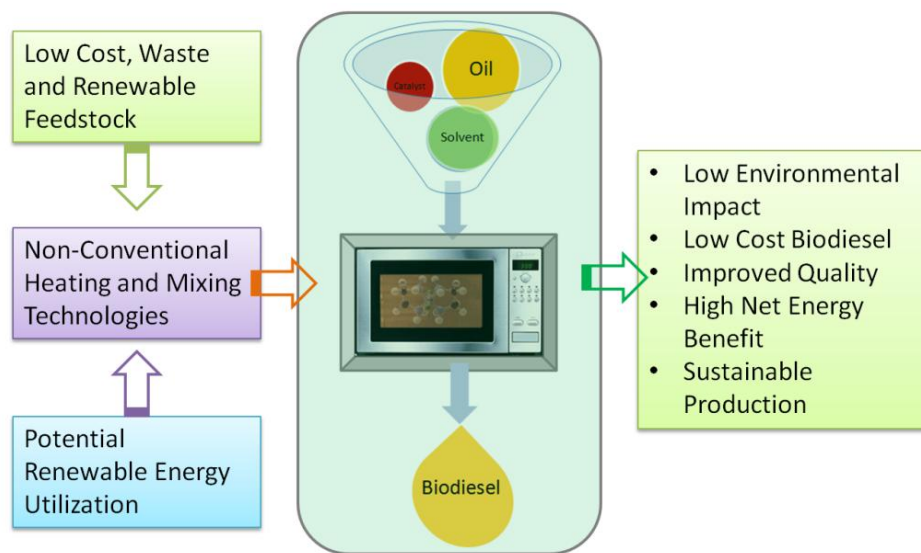 Low Cost, Waste
and Renewable
Feedstock
Non-Conventional
Heating and Mixing
Technologies
Potential
Renewable Energy
Utilization
Oil
Catalyst
Solvent
Biodiesel
• Low Environmental
Impact
• Low Cost Biodiesel
• Improved Quality
• High Net Energy
Benefit
• Sustainable
Production